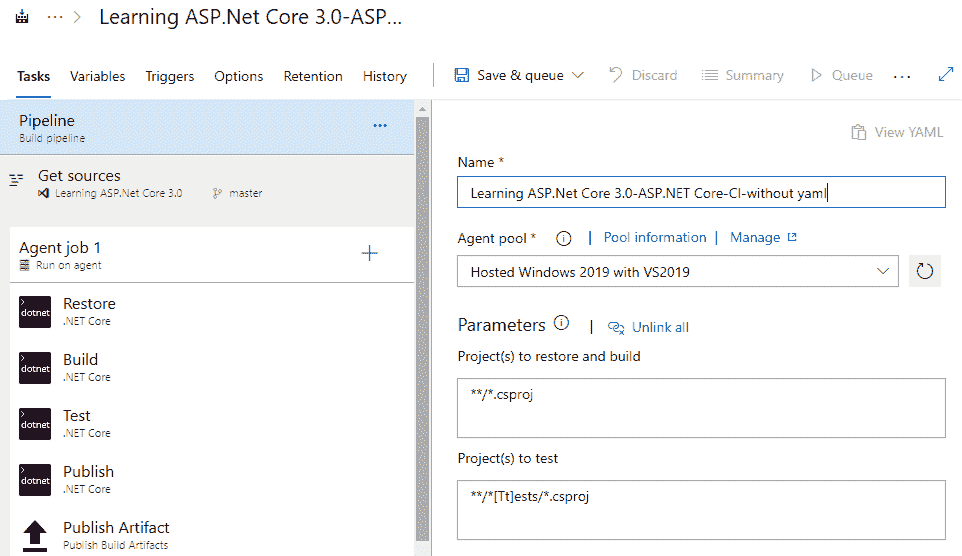 ... > Learning ASP.Net Core 3.0-ASP...
Tasks Variables Triggers Options Retention History Save & queue Discard Summary Queue ...
Pipeline ...
Build pipeline
View YAML
Get sources
Learning ASP.Net Core 3.0 master
Name *
Learning ASP.Net Core 3.0-ASP.NET Core-CI-without yaml
Agent pool * | Pool information | Manage
Hosted Windows 2019 with VS2019
Agent job 1 +
Run on agent
dotnet Restore
.NET Core
dotnet Build
.NET Core
dotnet Test
.NET Core
dotnet Publish
.NET Core
Publish Artifact
Publish Build Artifacts
Parameters | Unlink all
Project(s) to restore and build
**/*.csproj
Project(s) to test
**/*[Tt]ests/*.csproj